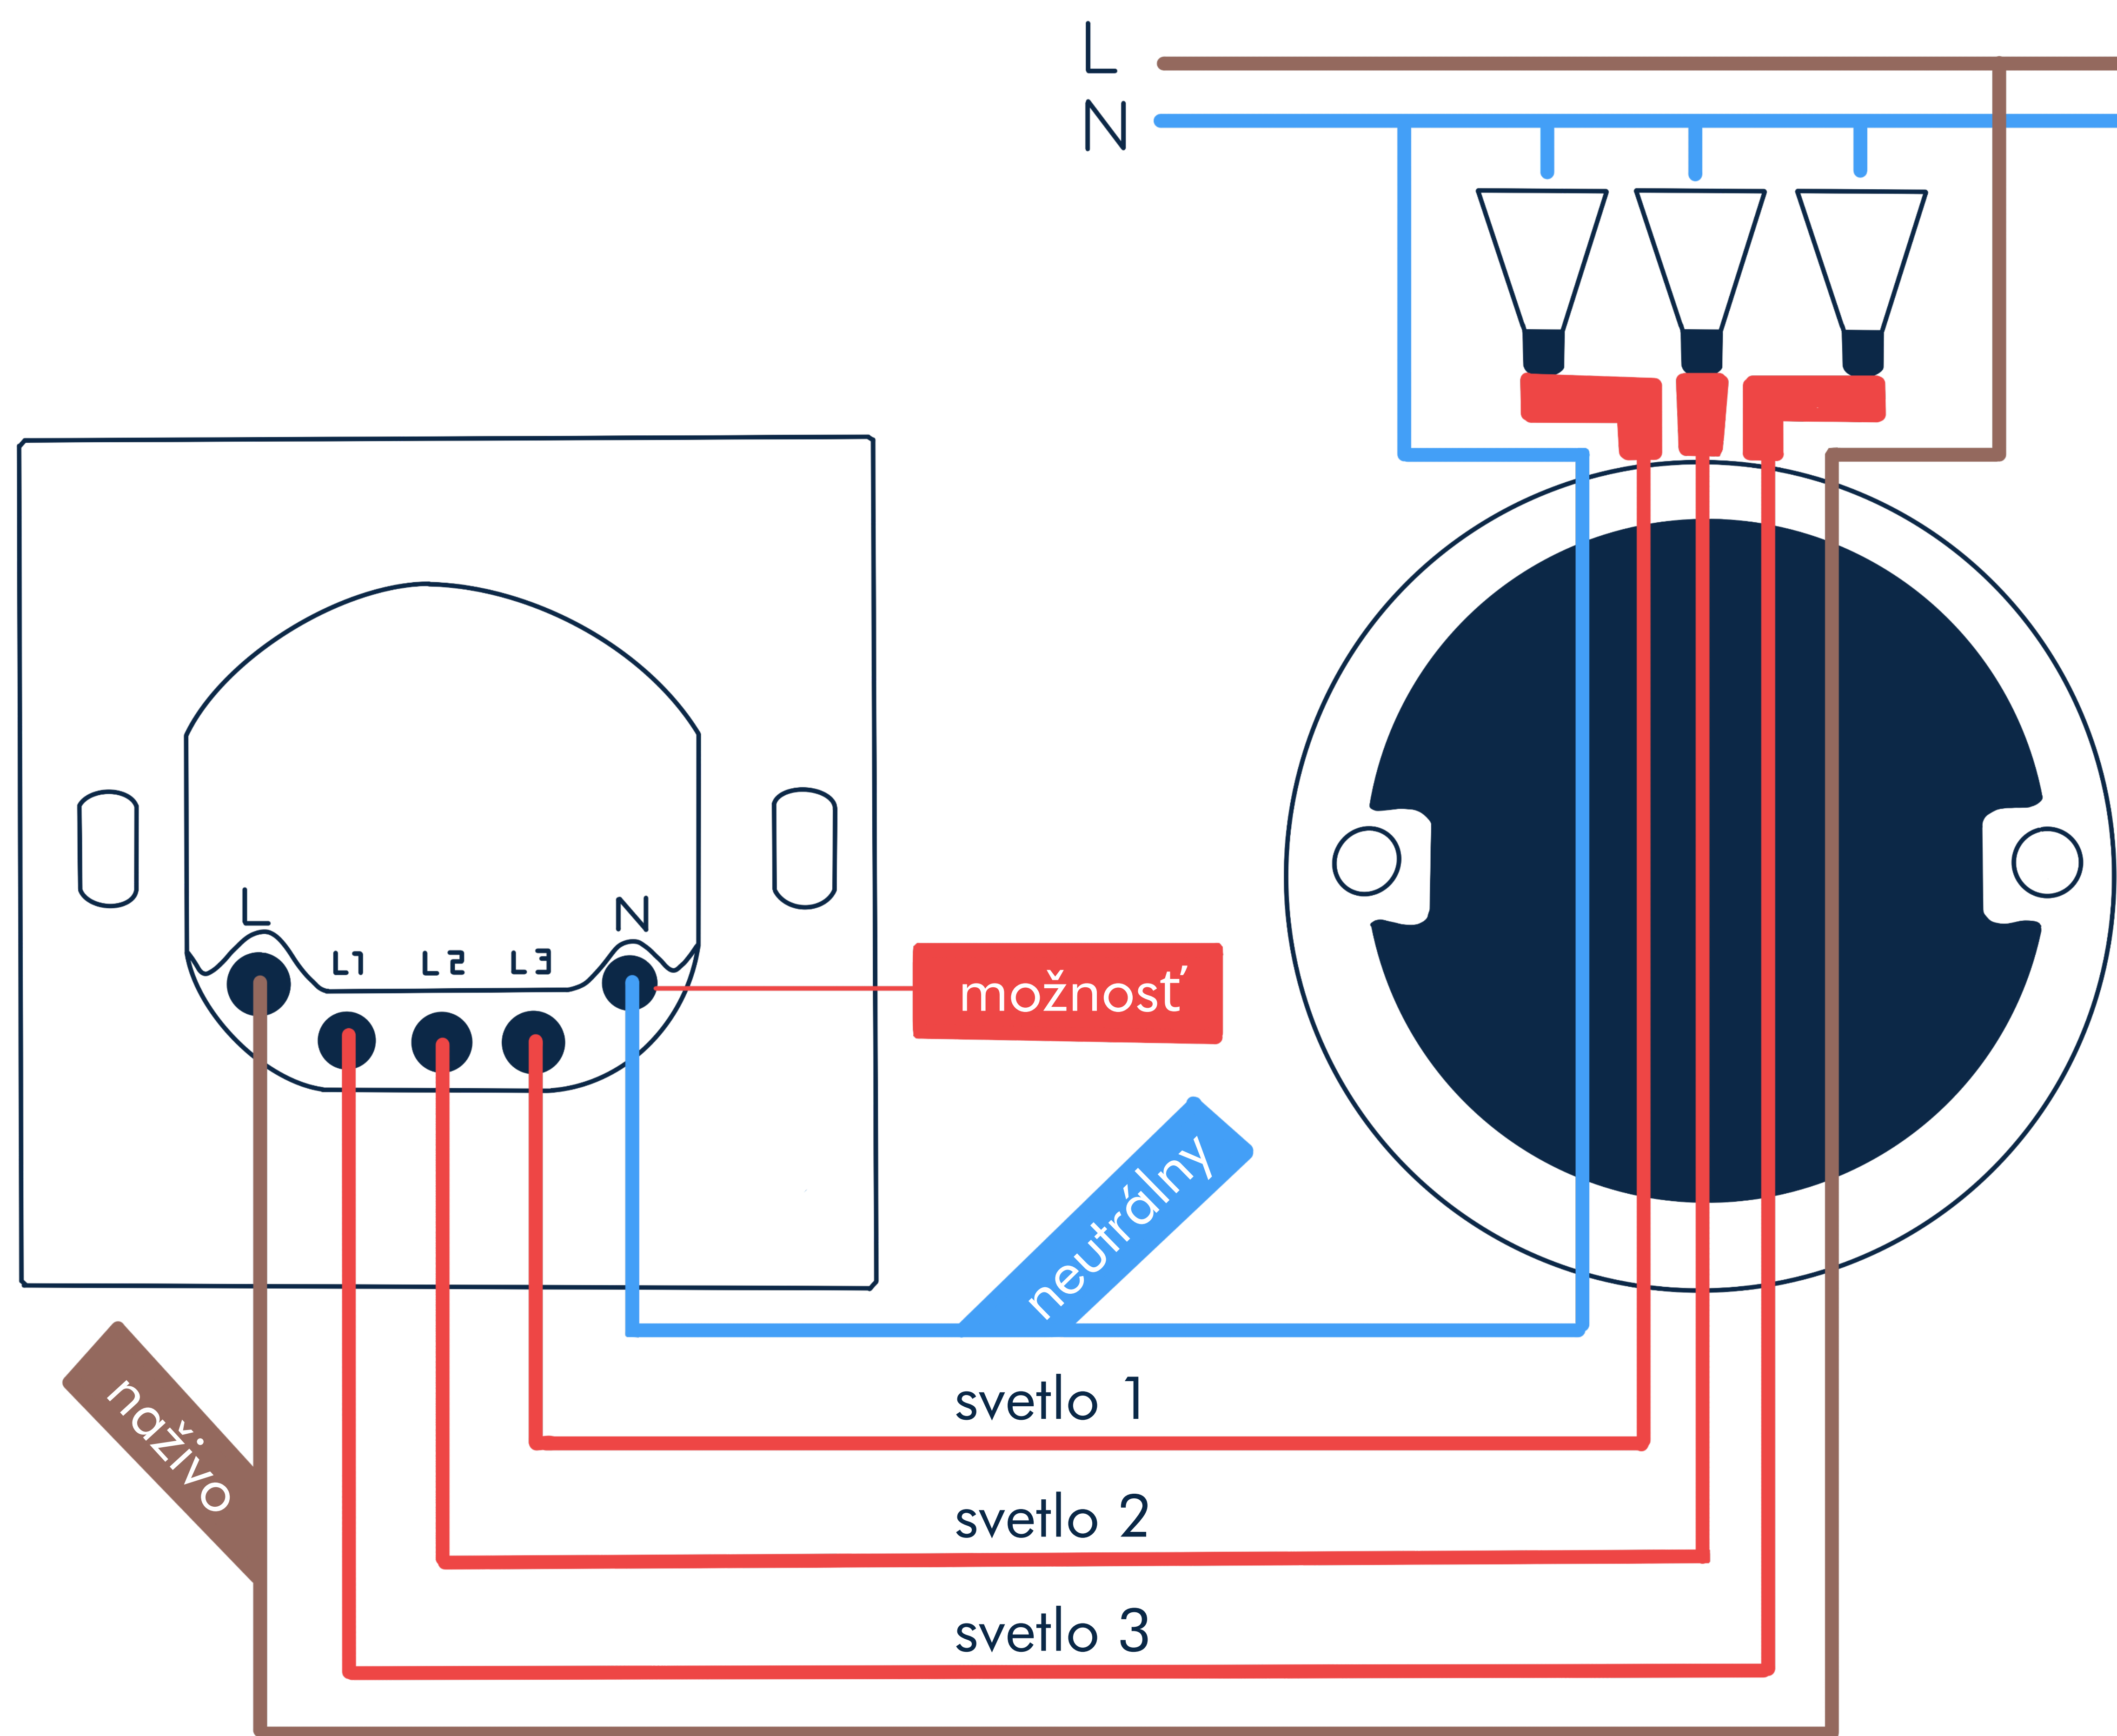 L
N
L
N
L1
L2
L3
možnosť
neutrálny
naživo
svetlo 1
svetlo 2
svetlo 3